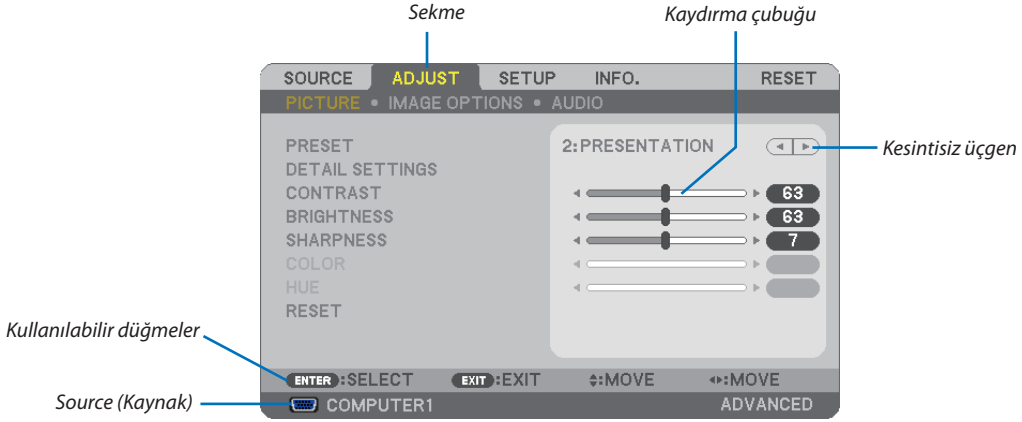 Sekme
Kaydırma çubuğu
SOURCE ADJUST SETUP INFO. RESET
PICTURE • IMAGE OPTIONS • AUDIO
PRESET 2:PRESENTATION
Kesintisiz üçgen
DETAIL SETTINGS
CONTRAST 63
BRIGHTNESS 63
SHARPNESS 7
COLOR
HUE
RESET
Kullanılabilir düğmeler
ENTER :SELECT EXIT :EXIT :MOVE :MOVE
Source (Kaynak)
COMPUTER1 ADVANCED